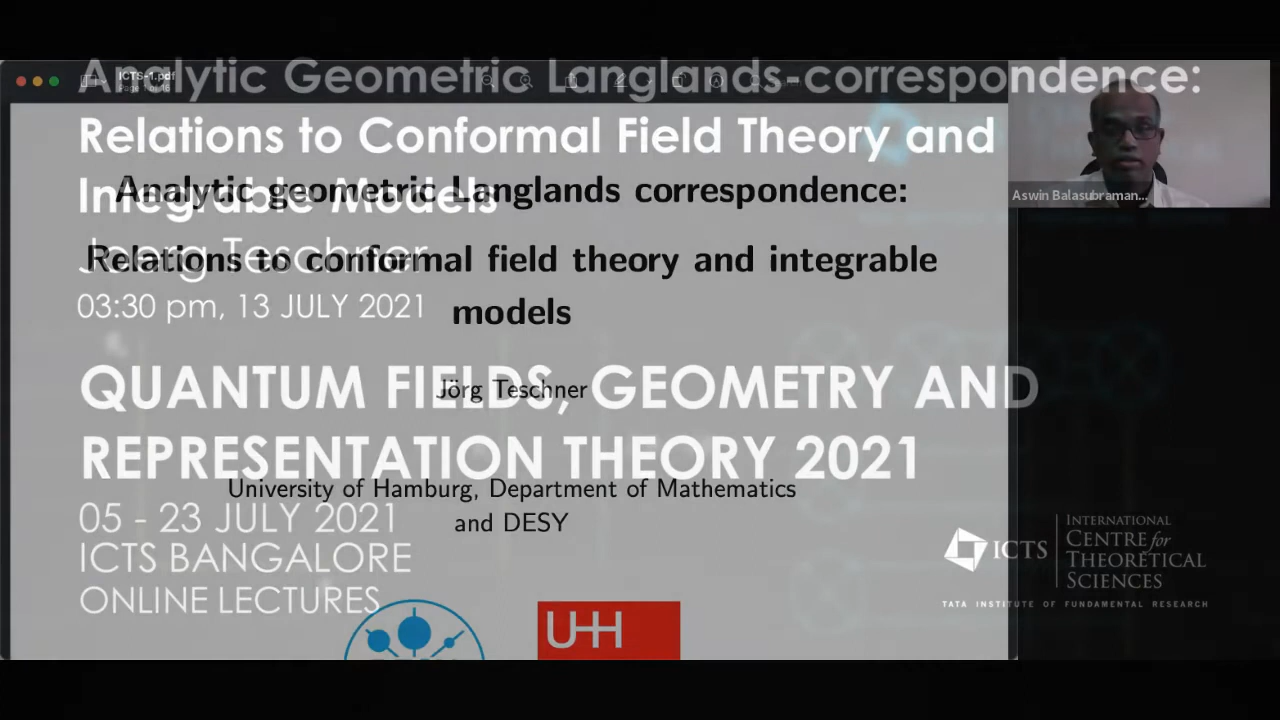 ICTS-1.pdf
Analytic Geometric Langlands correspondence:
Relations to Conformal Field Theory and
Integrable Models
Joerg Teschner
03:30 pm, 13 JULY 2021
QUANTUM FIELDS, GEOMETRY AND
REPRESENTATION THEORY 2021
05 - 23 JULY 2021
ICTS BANGALORE
ONLINE LECTURES
Analytic geometric Langlands correspondence:
Relations to conformal field theory and integrable
models
Jörg Teschner
University of Hamburg, Department of Mathematics
and DESY
UH
Aswin Balasubraman...
ICTS
INTERNATIONAL
CENTRE for
THEORETICAL
SCIENCES
TATA INSTITUTE OF FUNDAMENTAL RESEARCH